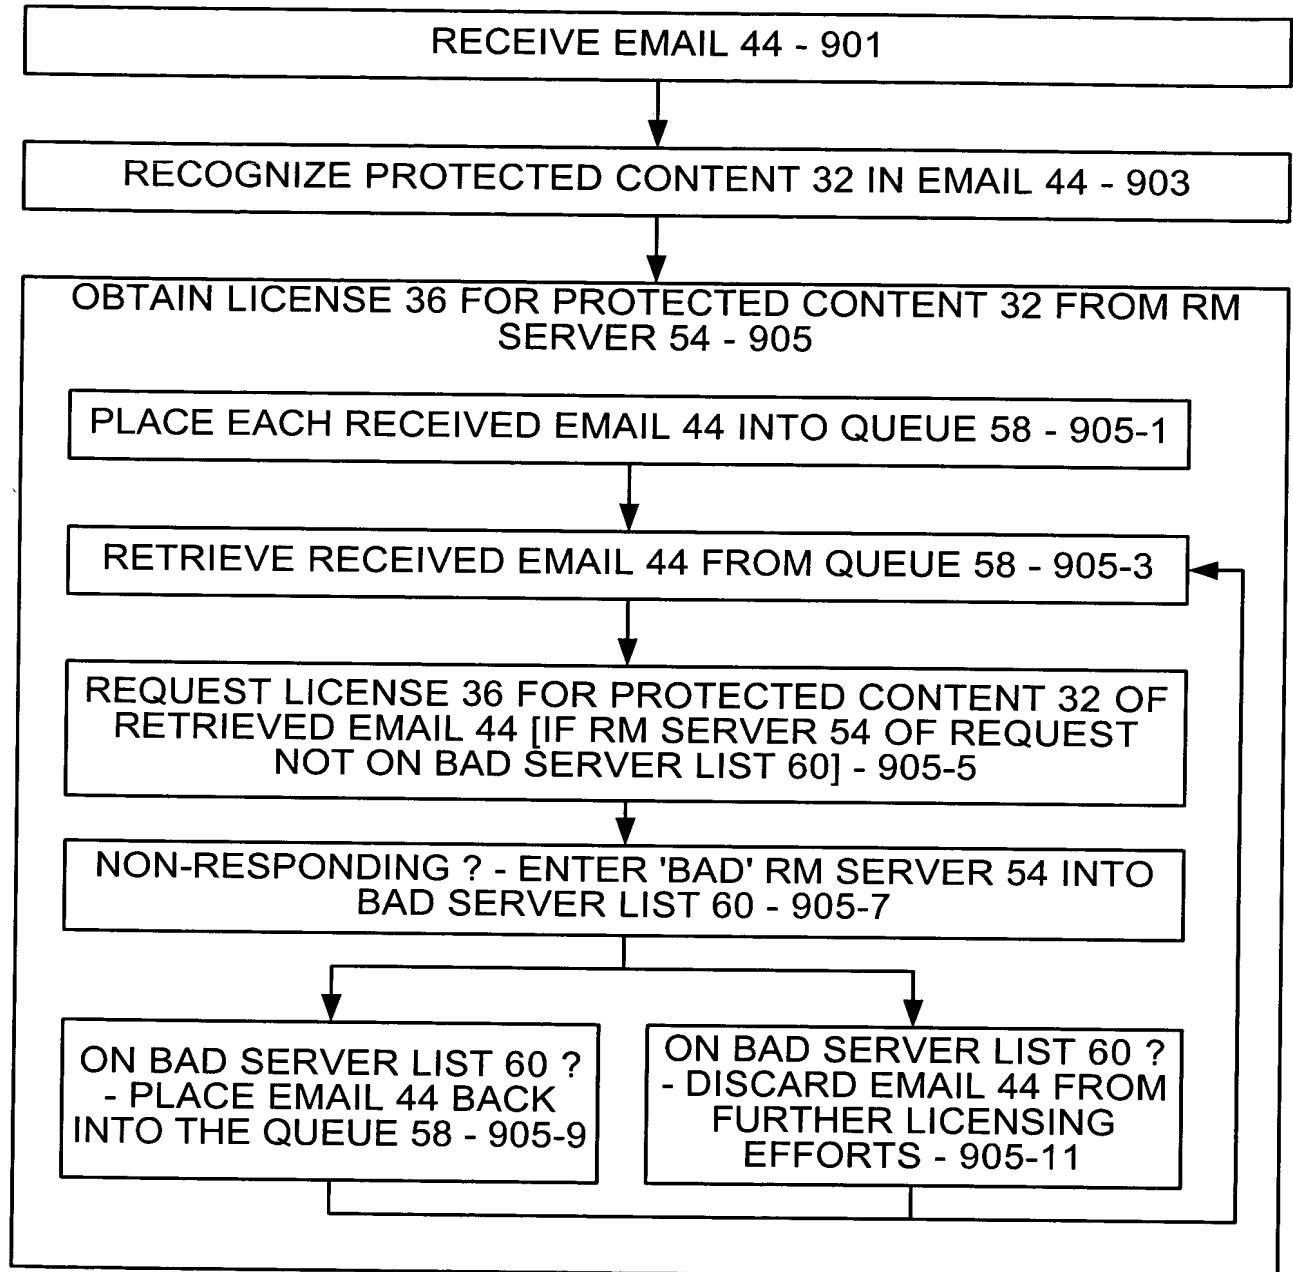 RECEIVE EMAIL 44 - 901
RECOGNIZE PROTECTED CONTENT 32 IN EMAIL 44 - 903
OBTAIN LICENSE 36 FOR PROTECTED CONTENT 32 FROM RM
SERVER 54 - 905
PLACE EACH RECEIVED EMAIL 44 INTO QUEUE 58 - 905-1
RETRIEVE RECEIVED EMAIL 44 FROM QUEUE 58 - 905-3
REQUEST LICENSE 36 FOR PROTECTED CONTENT 32 OF
RETRIEVED EMAIL 44 [IF RM SERVER 54 OF REQUEST
NOT ON BAD SERVER LIST 60] - 905-5
NON-RESPONDING ? - ENTER 'BAD' RM SERVER 54 INTO
BAD SERVER LIST 60 - 905-7
ON BAD SERVER LIST 60 ?
- PLACE EMAIL 44 BACK
INTO THE QUEUE 58 - 905-9
ON BAD SERVER LIST 60 ?
- DISCARD EMAIL 44 FROM
FURTHER LICENSING
EFFORTS - 905-11